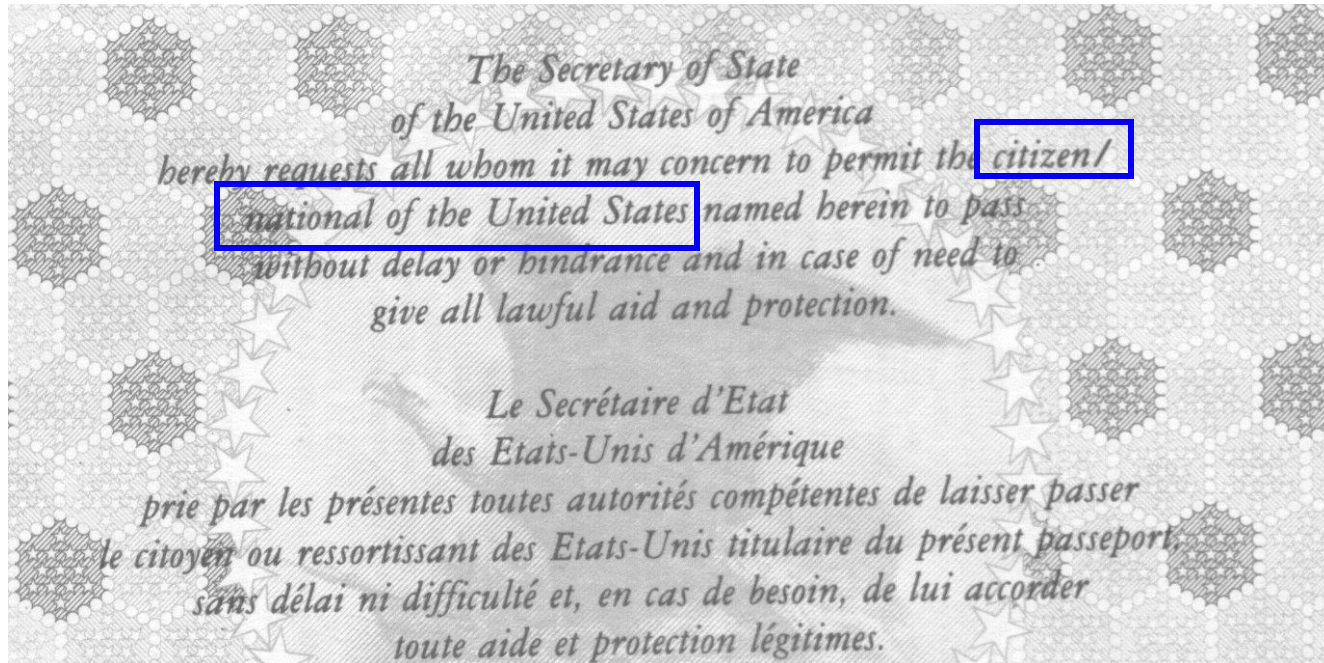 The Secretary of State
of the United States of America
hereby requests all whom it may concern to permit the citizen/
national of the United States named herein to pass
without delay or hindrance and in case of need to
give all lawful aid and protection.
Le Secrétaire d'Etat
des Etats-Unis d'Amérique
prie par les présentes toutes autorités compétentes de laisser passer
le citoyen ou ressortissant des Etats-Unis titulaire du présent passeport,
sans délai ni difficulté et, en cas de besoin, de lui accorder
toute aide et protection légitimes.